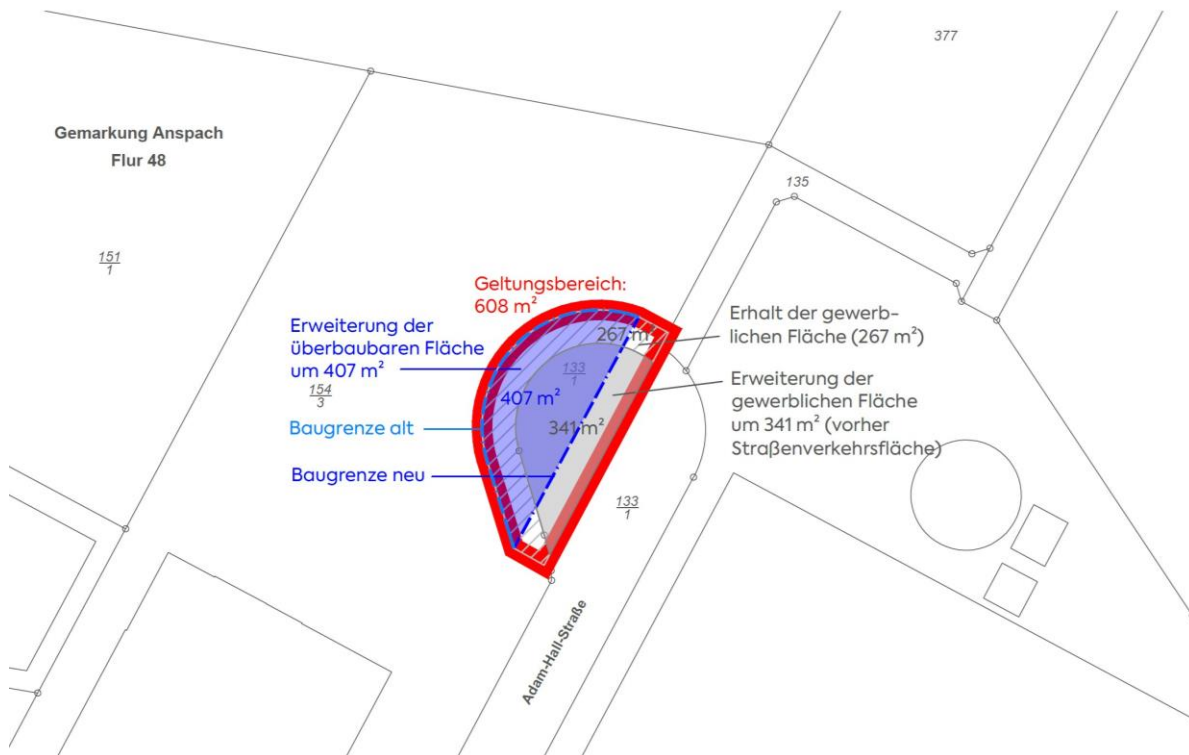 377
Gemarkung Anspach
Flur 48
135
151
1
Geltungsbereich:
608 m²
Erweiterung der
überbaubaren Fläche
um 407 m²
154
3
Baugrenze alt
Baugrenze neu
267 m²
133
1
407 m²
341 m²
Erhalt der gewerb-
lichen Fläche (267 m²)
Erweiterung der
gewerblichen Fläche
um 341 m² (vorher
Straßenverkehrsfläche)
133
1
Adam-Hall-Straße